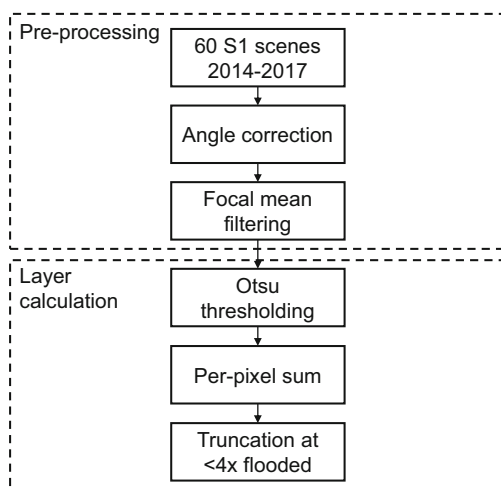 Pre-processing
60 S1 scenes
2014-2017
Angle correction
Focal mean
filtering
Layer
calculation
Otsu
thresholding
Per-pixel sum
Truncation at
<4x flooded